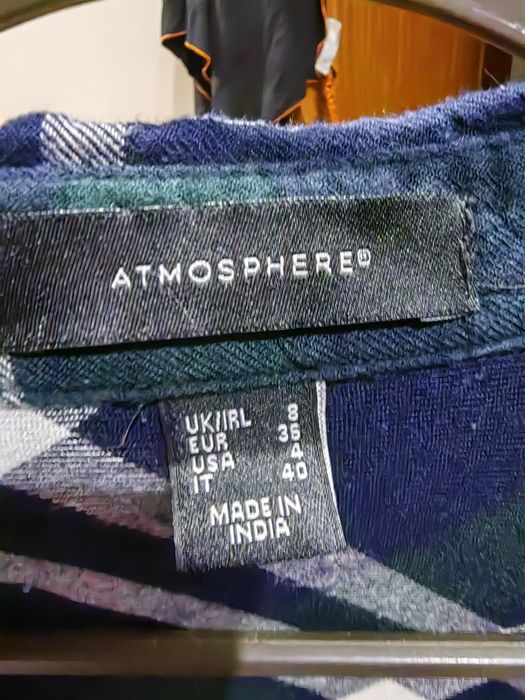 ATMOSPHERE
UK/IRL 8
EUR 36
USA 4
IT 40
MADE IN
INDIA